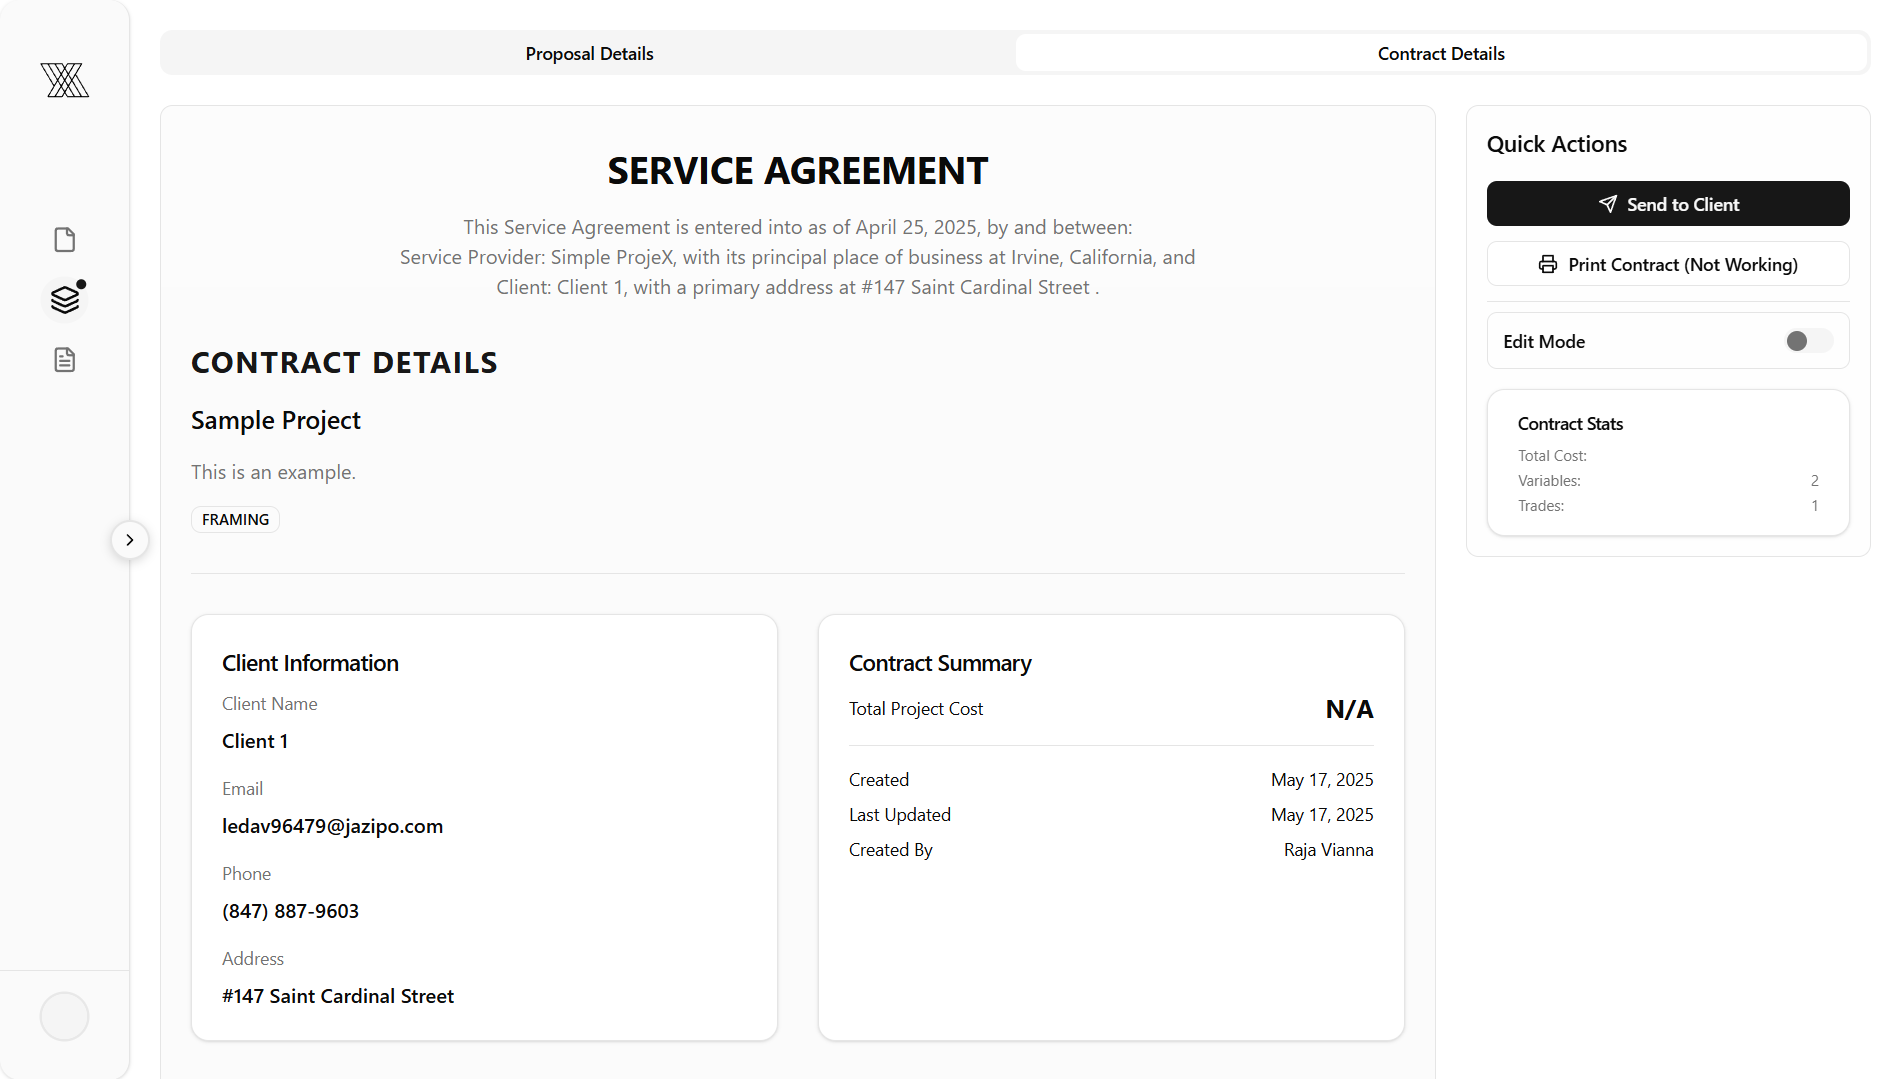 Proposal Details
Contract Details
SERVICE AGREEMENT
This Service Agreement is entered into as of April 25, 2025, by and between:
Service Provider: Simple ProjeX, with its principal place of business at Irvine, California, and
Client: Client 1, with a primary address at #147 Saint Cardinal Street .
CONTRACT DETAILS
Sample Project
This is an example.
FRAMING
Client Information
Client Name
Client 1
Email
ledav96479@jazipo.com
Phone
(847) 887-9603
Address
#147 Saint Cardinal Street
Contract Summary
Total Project Cost N/A
Created May 17, 2025
Last Updated May 17, 2025
Created By Raja Vianna
Quick Actions
Send to Client
Print Contract (Not Working)
Edit Mode
Contract Stats
Total Cost:
Variables: 2
Trades: 1